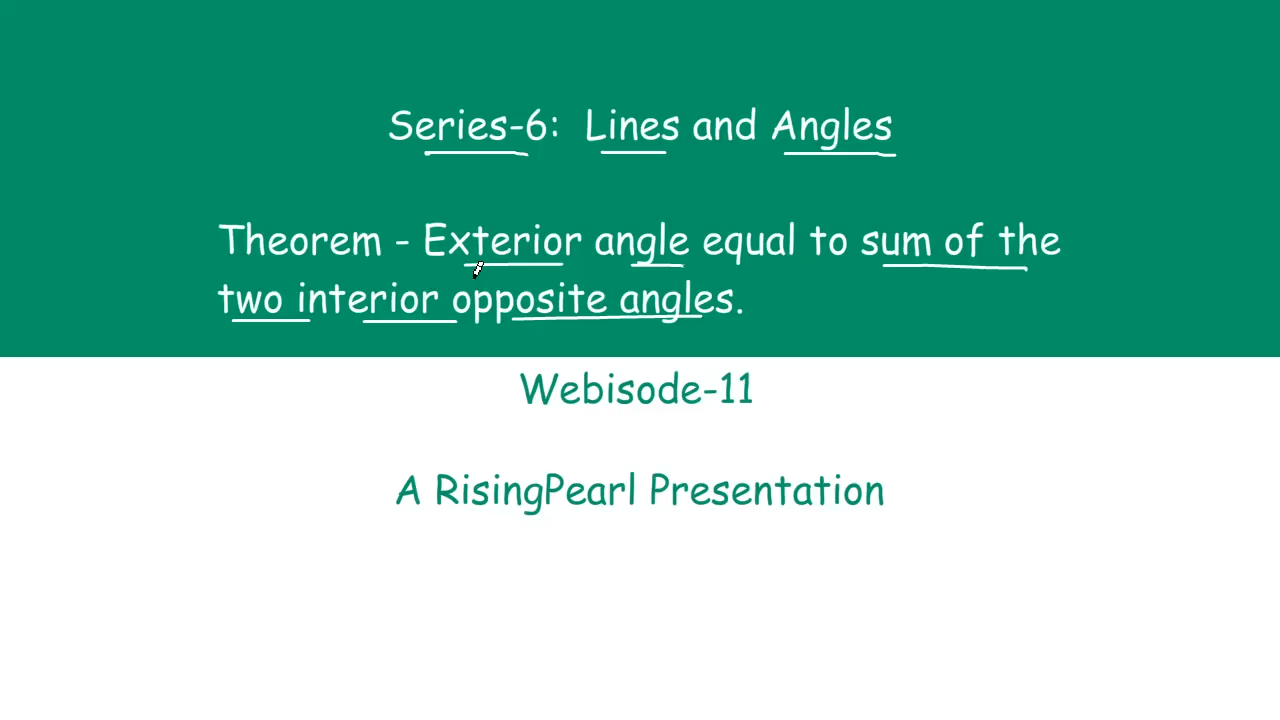 Series-6: Lines and Angles
Theorem - Exterior angle equal to sum of the
two interior opposite angles.
Webisode-11
A RisingPearl Presentation